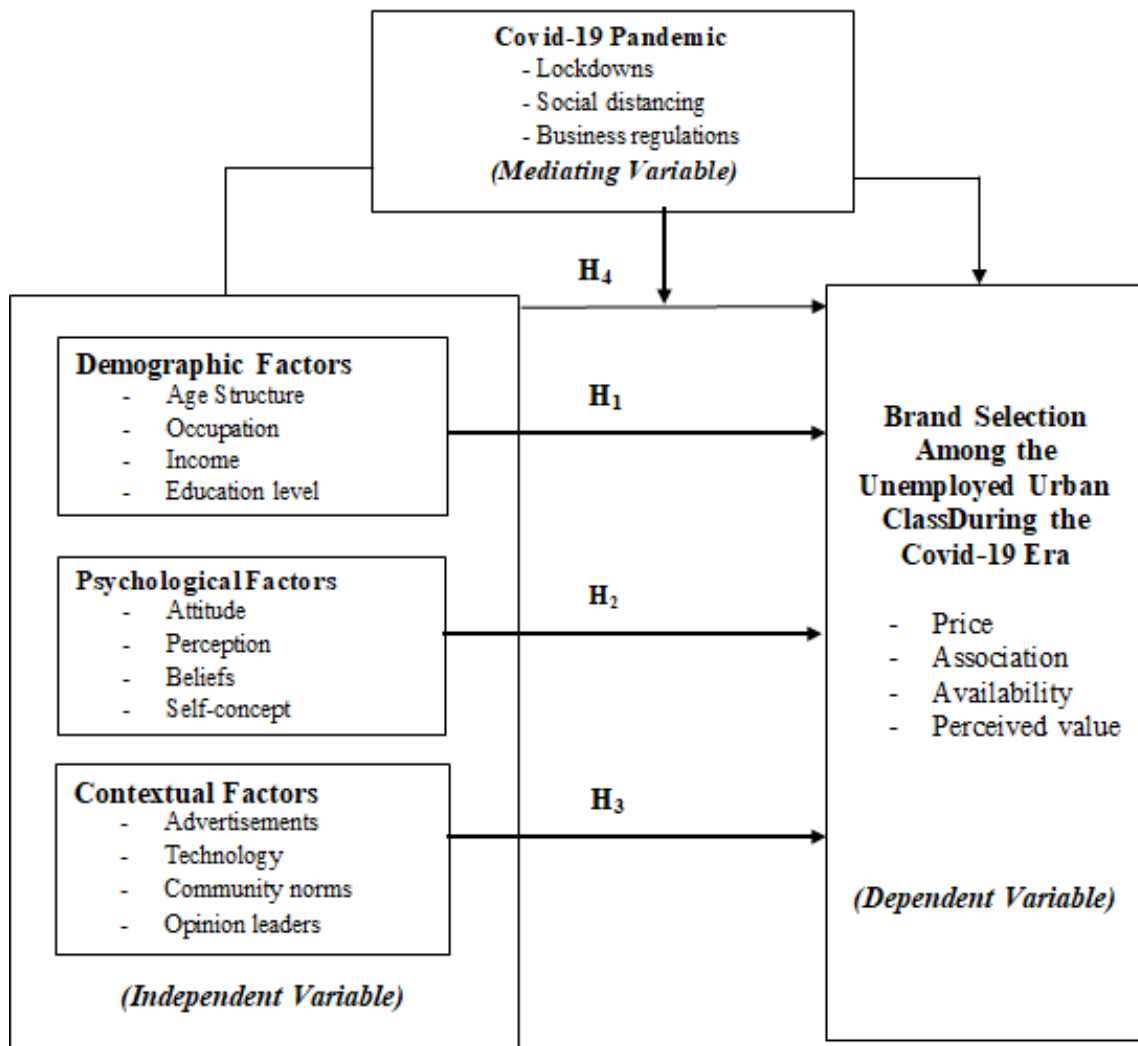 Covid-19 Pandemic
- Lockdowns
- Social distancing
- Business regulations
(Mediating Variable)
H₄
Demographic Factors
- Age Structure
- Occupation
- Income
- Education level
H₁
Psychological Factors
- Attitude
- Perception
- Beliefs
- Self-concept
H₂
Contextual Factors
- Advertisements
- Technology
- Community norms
- Opinion leaders
H₃
(Independent Variable)
Brand Selection
Among the
Unemployed Urban
ClassDuring the
Covid-19 Era
- Price
- Association
- Availability
- Perceived value
(Dependent Variable)